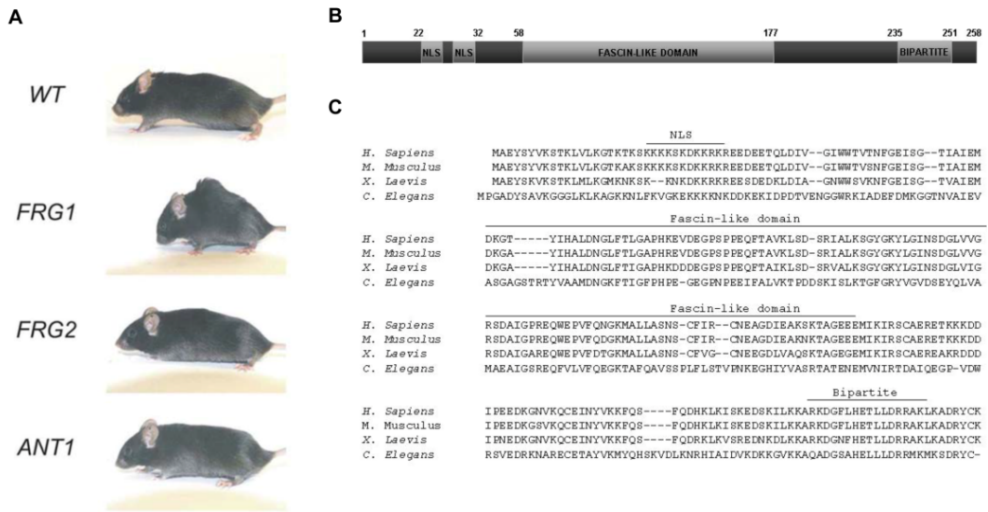 A
WT
FRG1
FRG2
ANT1
B
1 22 32 58 177 235 251 258
NLS NLS FASCIN-LIKE DOMAIN BIPARTITE
C
NLS
H. Sapiens MAEYSYVKSTKLVLKGTKTKSKKKKSKDKKRKREEDEETQLDIV--GIWWTVTNFGEISG--TIAIEM
M. Musculus MAEYSYVKSTKLVLKGTKAKSKKKKSKDKKRKREEDEETQLDIV--GIWWTVSNFGEISG--TIAIEM
X. Laevis MAEYSKVKSTKLMLKGMKNKSK--KNKDKKRKREESDEDKLDIA--GNWWSVKNFGEISG--TVAIEM
C. Elegans MPGADYSAVKGGGLKLKAGKKNLFKVGKEKKKKNKDDKEKIDPDTVENGGWRKIADEFDMKGGTNVAIEV
Fascin-like domain
H. Sapiens DKGT-----YIHALDNGLFTLGAPHKEVDEGPSPPEQFTAVKLSD-SRIALKSGYGKYLGINSDGLVVG
M. Musculus DKGA-----YIHALDNGLFTLGAPHREVDEGPSPPEQFTAVKLSD-SRIALKSGYGKYLGINSDGLVVG
X. Laevis DKGA-----YIHALDNGLFTIGAPHKDDDEGPSPPEQFTAIKLSD-SRVALKSGYGKYLGINSDGLVIG
C. Elegans ASGAGSTRTYVAAMDNGKFTIGFPHPE-GEGPNPEEIFALVKTPDDSKISLKTGFGRYVGVDSEYQLVA
Fascin-like domain
H. Sapiens RSDAIGPREQWEPVFQNGKMALLASNS-CFIR--CNEAGDIEAKSKTAGEEEMIKIRSCAERETKKKDD
M. Musculus RSDAIGPREQWEPVFQDGKMALLASNS-CFIR--CNEAGDIEAKNKTAGEEEMIKIRSCAERETKKKDD
X. Laevis RSDAIGAREQWEPVFDTGKMALLASNS-CFVG--CNEEGDLVAQSKTAGEGEMIKIRSCAEREAKRDDD
C. Elegans MAEAIGSREQFVLVFQEGKTAFQAVSSPLFLSTVPNKEGHIYVASRTATENEMVNIRTDAIQEGP-VDW
Bipartite
H. Sapiens IPEEDKGNVKQCEINYVKKFQS----FQDHKLKISKEDSKILKKARKDGFLHETLLDRRAKLKADRYCK
M. Musculus IPEEDKGSVKQCEINYVKKFQS----FQDHKLKISKEDSKILKKARKDGFLHETLLDRRAKLKADRYCK
X. Laevis IPNEDKGNVKQCEINYVKKFQS----FQDRKLKVSREDNKDLKKARKDGNFHETLLDRRAKLKADRYCK
C. Elegans RSVEDRKNARECETAYVKMYQHSKVDLKNRHIAIDVKDKKGVKKAQADGSAHELLLDRRMKMKSDRYC-